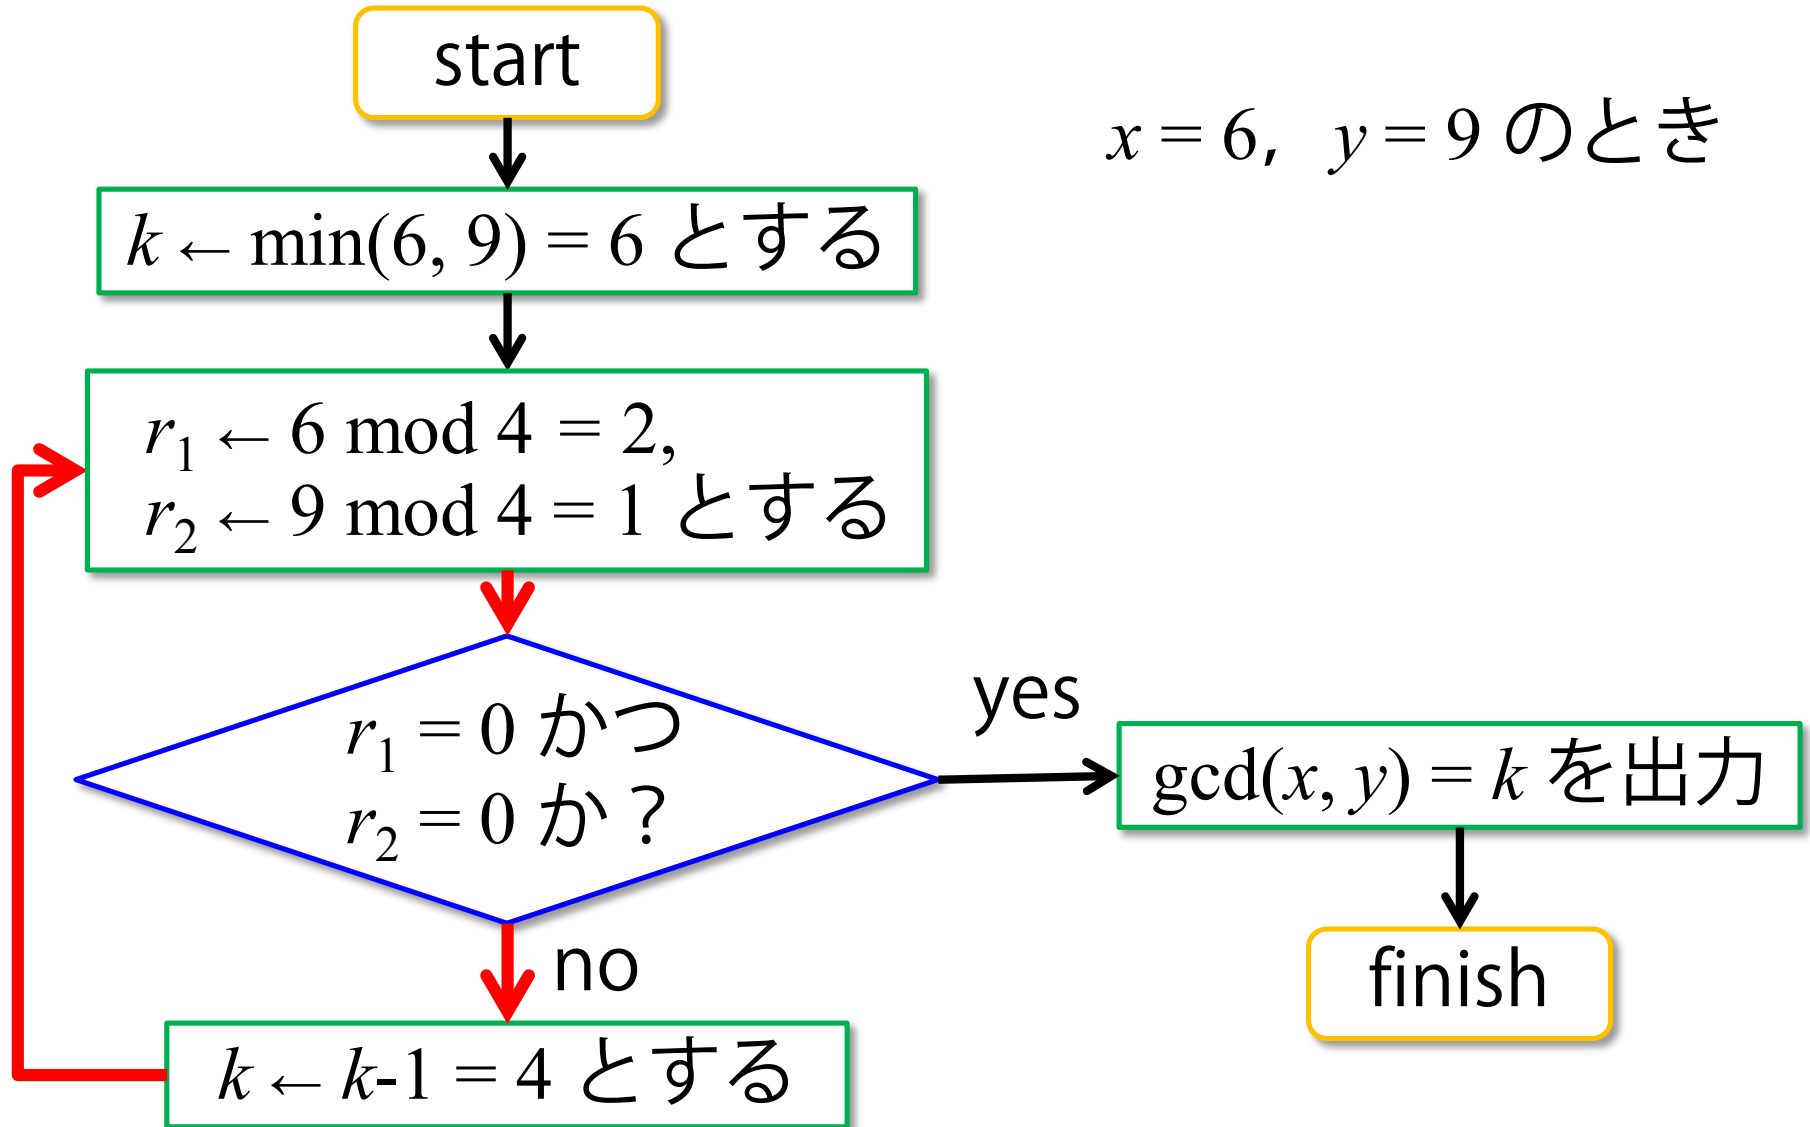 start
x = 6, y = 9 のとき
k ← min(6, 9) = 6 とする
r₁ ← 6 mod 4 = 2,
r₂ ← 9 mod 4 = 1 とする
r₁ = 0 かつ
r₂ = 0 か？
yes
gcd(x, y) = k を出力
no
finish
k ← k-1 = 4 とする